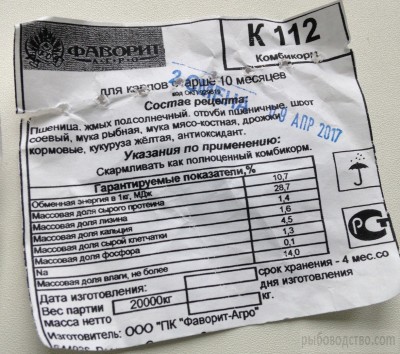 ФАВОРИТ
АГРО
К 112
Комбикорм
для карпов старше 10 месяцев
Состав рецепта:
Пшеница, жмых подсолнечный, отруби пшеничные, шрот
соевый, мука рыбная, мука мясо-костная, дрожжи
кормовые, кукуруза жёлтая, антиоксидант.
2 СМЕНА
29 АПР 2017
Указания по применению:
Скармливать как полноценный комбикорм.
Гарантируемые показатели,%
Обменная энергия в 1кг, МДж 10,7
Массовая доля сырого протеина 28,7
Массовая доля лизина 1,4
Массовая доля кальция 1,6
Массовая доля сырой клетчатки 4,5
Массовая доля фосфора 1,3
Na 0,1
Массовая доля влаги, не более 14,0
Дата изготовления
срок хранения - 4 мес.со
Вес партии 20000кг
дня изготовления
Масса нетто кг.
Изготовитель: ООО "ПК "Фаворит-Агро"
рыбоводство.com